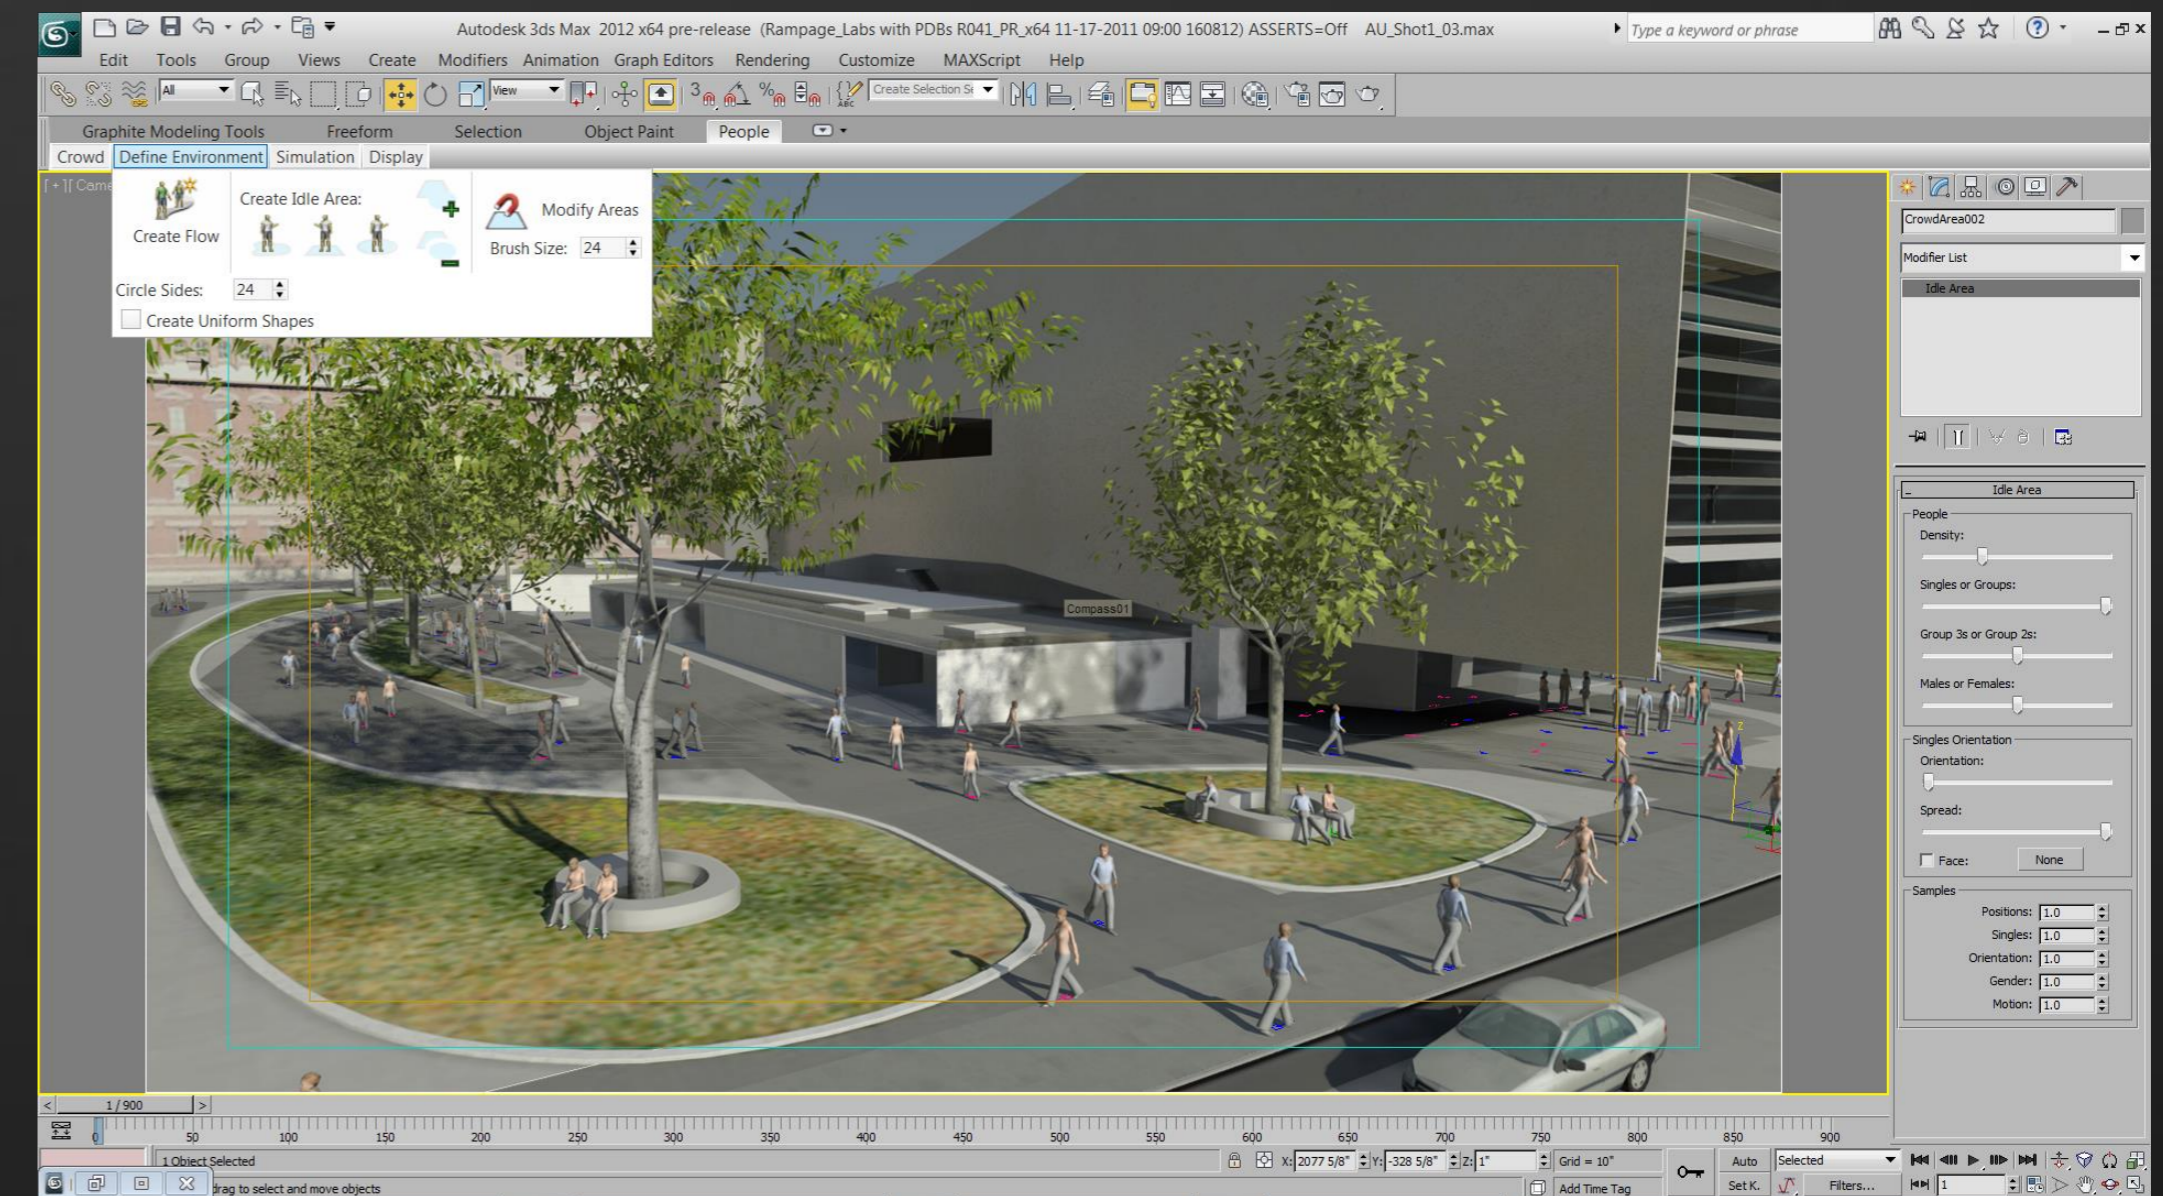 Autodesk 3ds Max 2012 x64 pre-release (Rampage_Labs with PDBs R041_PR_x64 11-17-2011 09:00 160812) ASSERTS=Off AU_Shot1_03.max
Type a keyword or phrase
Edit Tools Group Views Create Modifiers Animation Graph Editors Rendering Customize MAXScript Help
All View 3 % ABC Create Selection Se
Graphite Modeling Tools Freeform Selection Object Paint People
Crowd Define Environment Simulation Display
[ + ][ Came
Create Flow
Create Idle Area:
Modify Areas
Brush Size: 24
Circle Sides: 24
Create Uniform Shapes
Compass01
z
CrowdArea002
Modifier List
Idle Area
- Idle Area
People
Density:
Singles or Groups:
Group 3s or Group 2s:
Males or Females:
Singles Orientation
Orientation:
Spread:
Face: None
Samples
Positions: 1.0
Singles: 1.0
Orientation: 1.0
Gender: 1.0
Motion: 1.0
< 1 / 900 >
0 50 100 150 200 250 300 350 400 450 500 550 600 650 700 750 800 850 900
1 Object Selected X: 2077 5/8" Y: -328 5/8" Z: 1" Grid = 10" Auto Selected
drag to select and move objects Add Time Tag Set K. Filters... 1